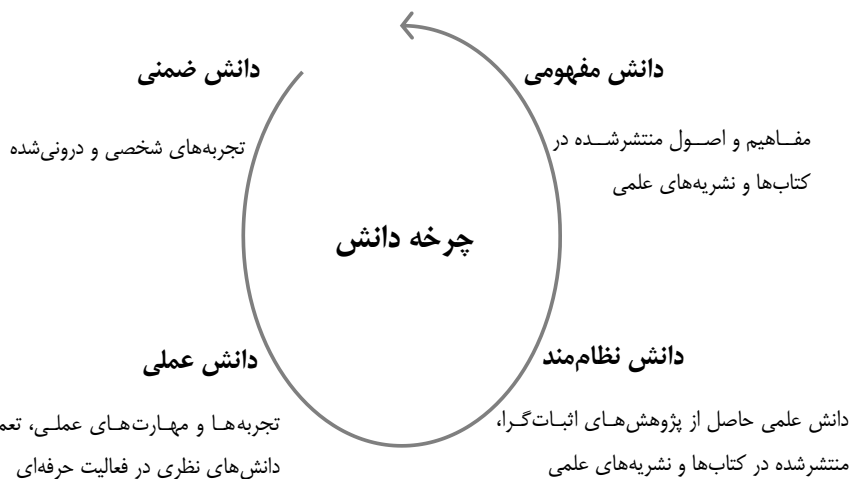 دانش مفهومی
مفاهیم و اصول منتشرشده در
کتاب‌ها و نشریه‌های علمی
دانش ضمنی
تجربه‌های شخصی و درونی‌شده
چرخه دانش
دانش نظام‌مند
دانش علمی حاصل از پژوهش‌های اثبات‌گرا،
منتشرشده در کتاب‌ها و نشریه‌های علمی
دانش عملی
تجربه‌ها و مهارت‌های عملی،
دانش‌های نظری در فعالیت حرفه‌ای